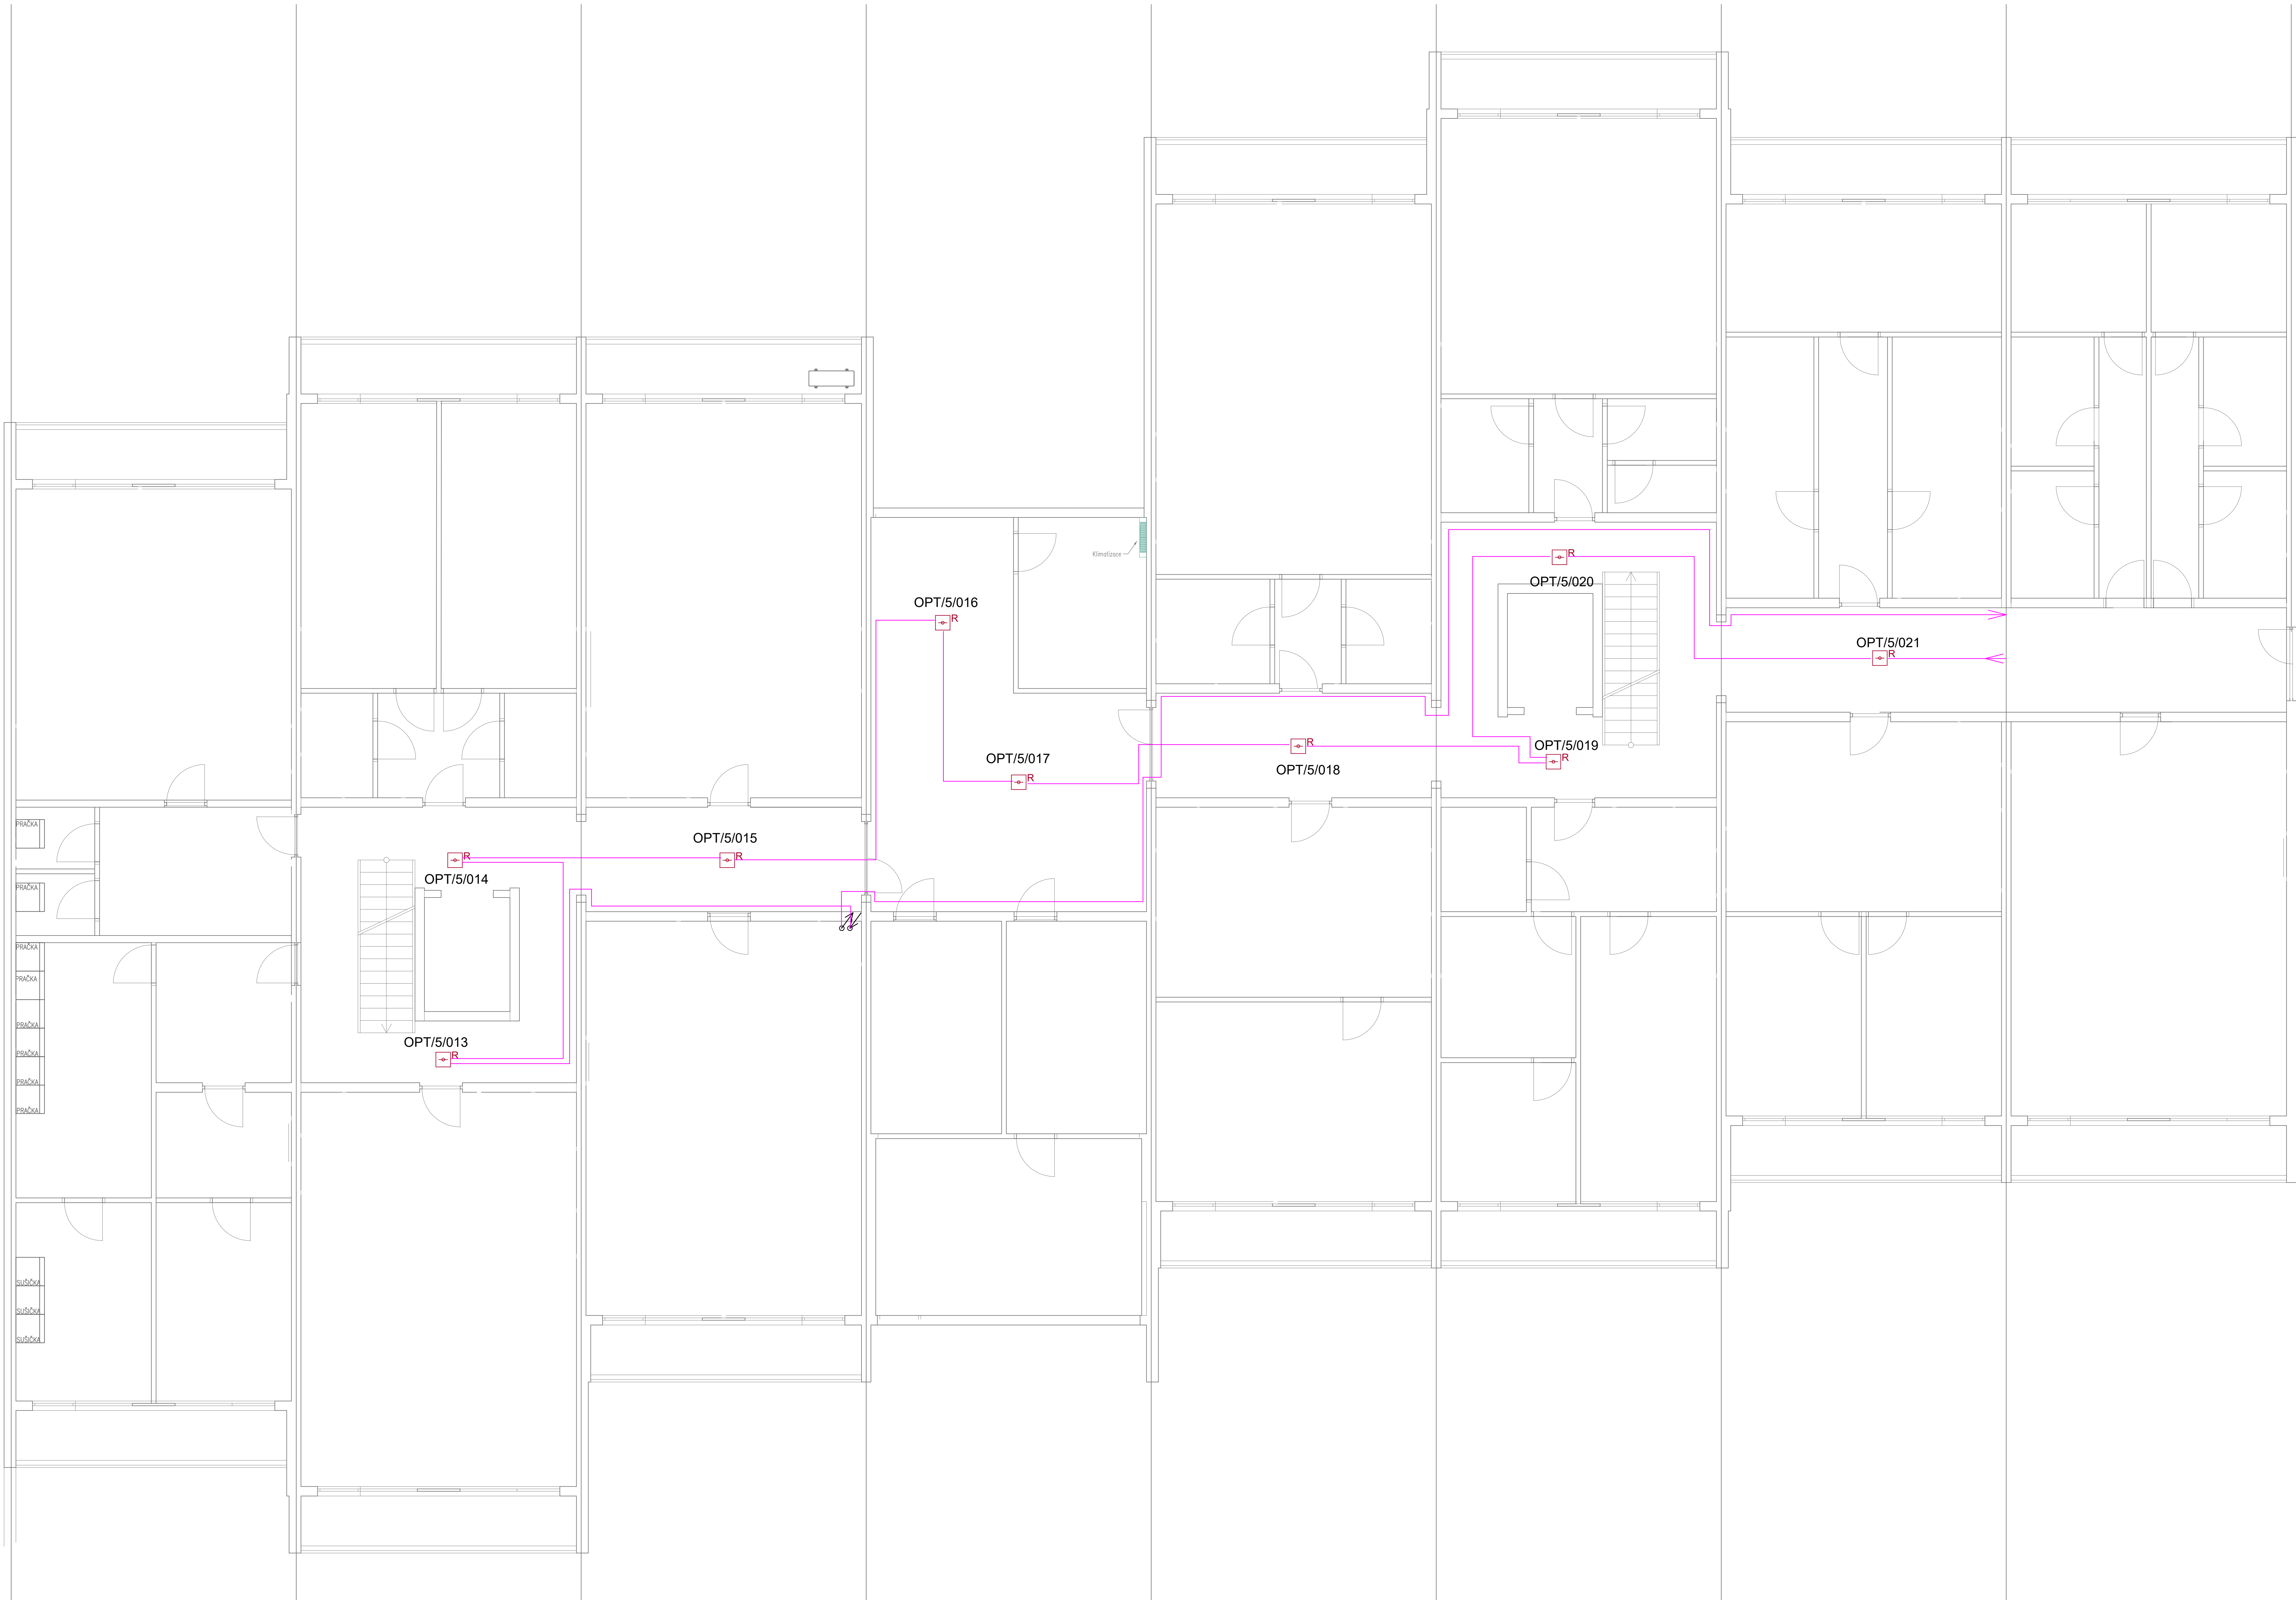 Klimatizace
R
OPT/5/020
OPT/5/016
R
OPT/5/021
R
OPT/5/019
R
OPT/5/017
R
R
OPT/5/018
R
PRAČKA
OPT/5/015
R
R
OPT/5/014
PRAČKA
PRAČKA
PRAČKA
PRAČKA
OPT/5/013
R
PRAČKA
PRAČKA
PRAČKA
SUŠIČKA
SUŠIČKA
SUŠIČKA